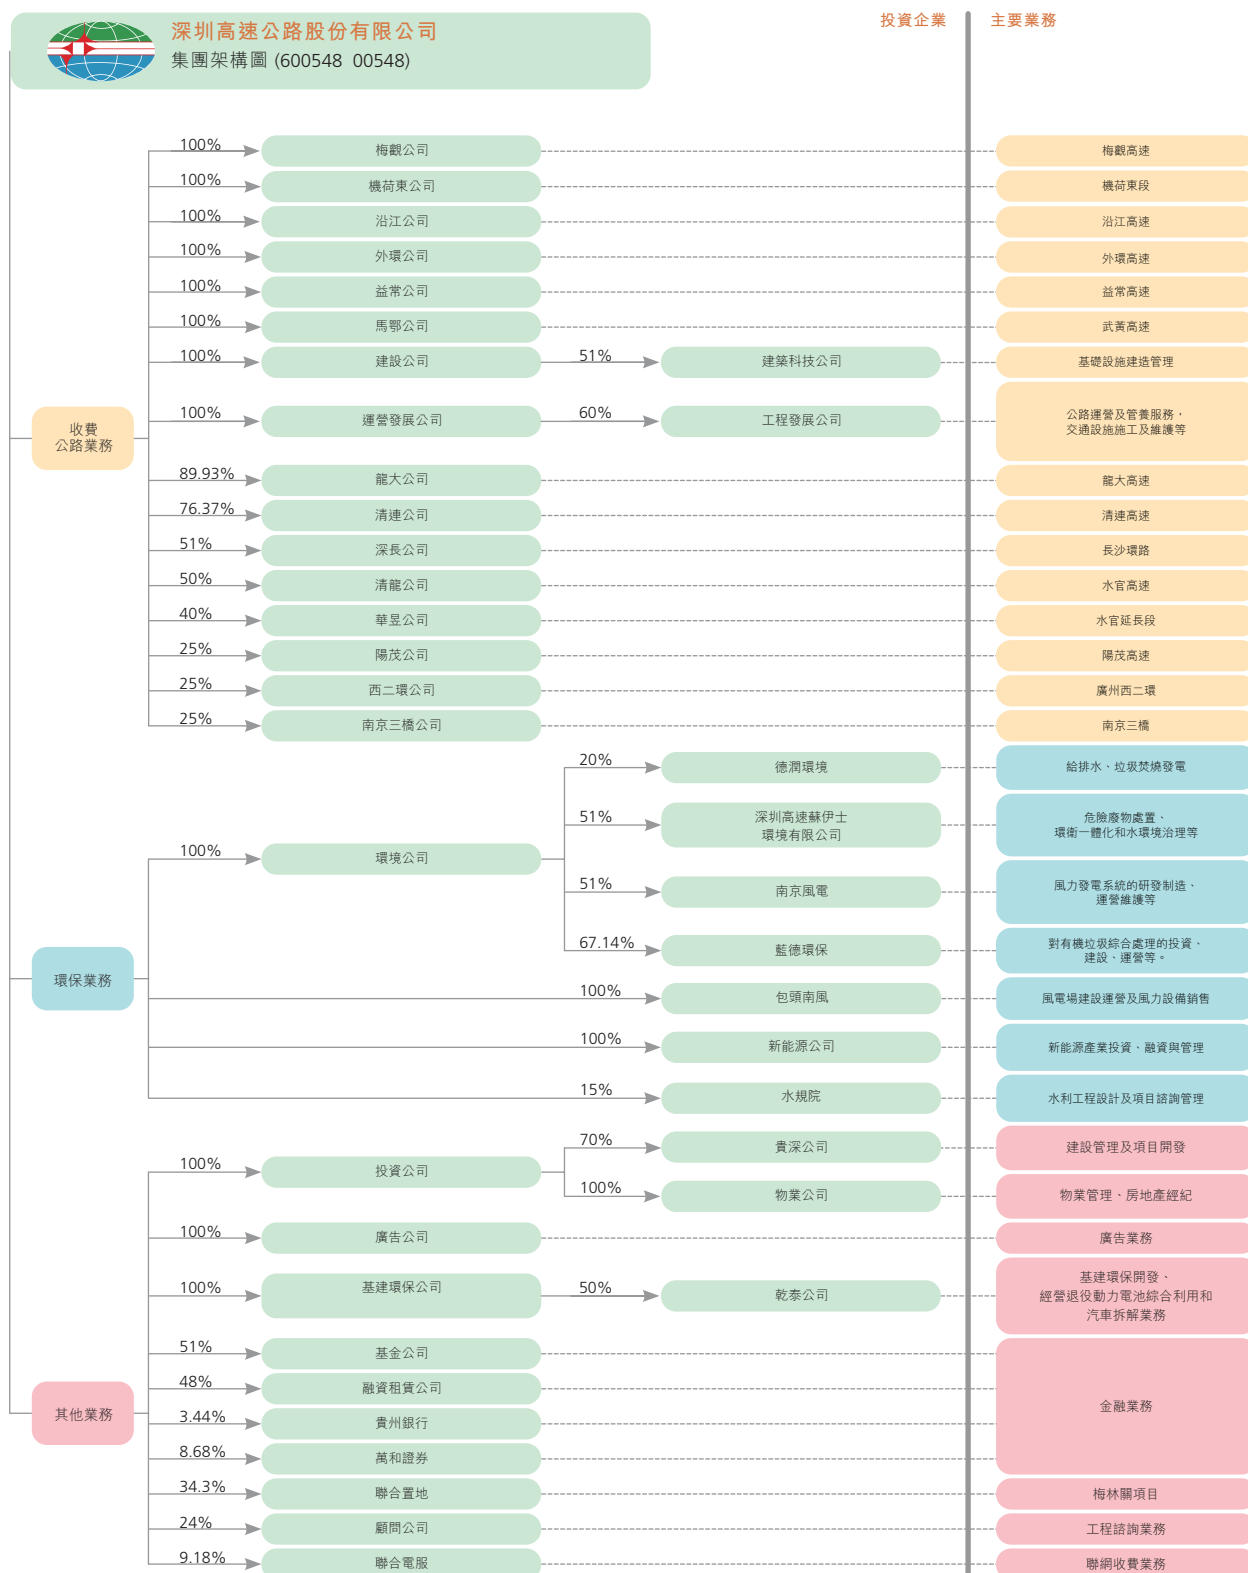 深圳高速公路股份有限公司
集團架構圖 (600548 00548)
投資企業
主要業務
收費
公路業務
100%
梅觀公司
梅觀高速
100%
機荷東公司
機荷東段
100%
沿江公司
沿江高速
100%
外環公司
外環高速
100%
益常公司
益常高速
100%
馬鄂公司
武黃高速
100%
建設公司
51%
建築科技公司
基礎設施建造管理
100%
運營發展公司
60%
工程發展公司
公路運營及管養服務，
交通設施施工及維護等
89.93%
龍大公司
龍大高速
76.37%
清連公司
清連高速
51%
深長公司
長沙環路
50%
清龍公司
水官高速
40%
華昱公司
水官延長段
25%
陽茂公司
陽茂高速
25%
西二環公司
廣州西二環
25%
南京三橋公司
南京三橋
環保業務
100%
環境公司
20%
德潤環境
給排水、垃圾焚燒發電
51%
深圳高速蘇伊士
環境有限公司
危險廢物處置、
環衛一體化和水環境治理等
51%
南京風電
風力發電系統的研發制造、
運營維護等
67.14%
藍德環保
對有機垃圾綜合處理的投資、
建設、運營等。
100%
包頭南風
風電場建設運營及風力設備銷售
100%
新能源公司
新能源產業投資、融資與管理
15%
水規院
水利工程設計及項目諮詢管理
其他業務
100%
投資公司
70%
貴深公司
建設管理及項目開發
100%
物業公司
物業管理、房地產經紀
100%
廣告公司
廣告業務
100%
基建環保公司
50%
乾泰公司
基建環保開發、
經營退役動力電池綜合利用和
汽車拆解業務
51%
基金公司
48%
融資租賃公司
3.44%
貴州銀行
8.68%
萬和證券
金融業務
34.3%
聯合置地
梅林關項目
24%
顧問公司
工程諮詢業務
9.18%
聯合電服
聯網收費業務